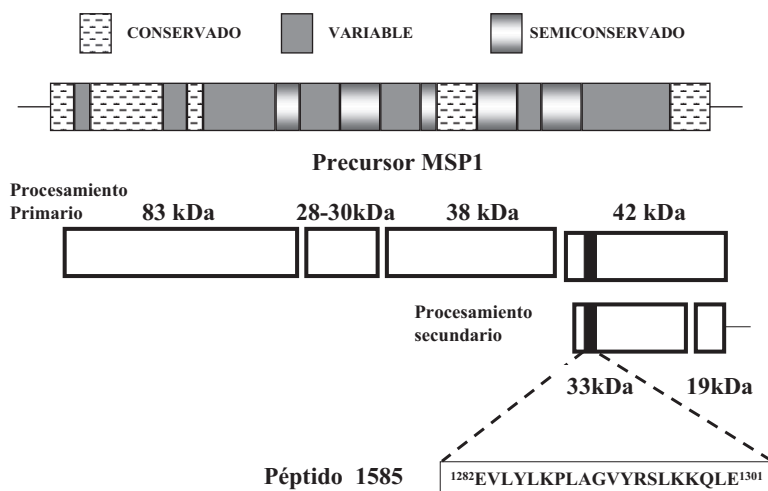 CONSERVADO VARIABLE SEMICONSERVADO
Precursor MSP1
Procesamiento
Primario
83 kDa 28-30kDa 38 kDa 42 kDa
Procesamiento
secundario
33kDa 19kDa
Péptido 1585
¹²⁸²EVLYLKPLAGVYRSLKKQLE¹³⁰¹